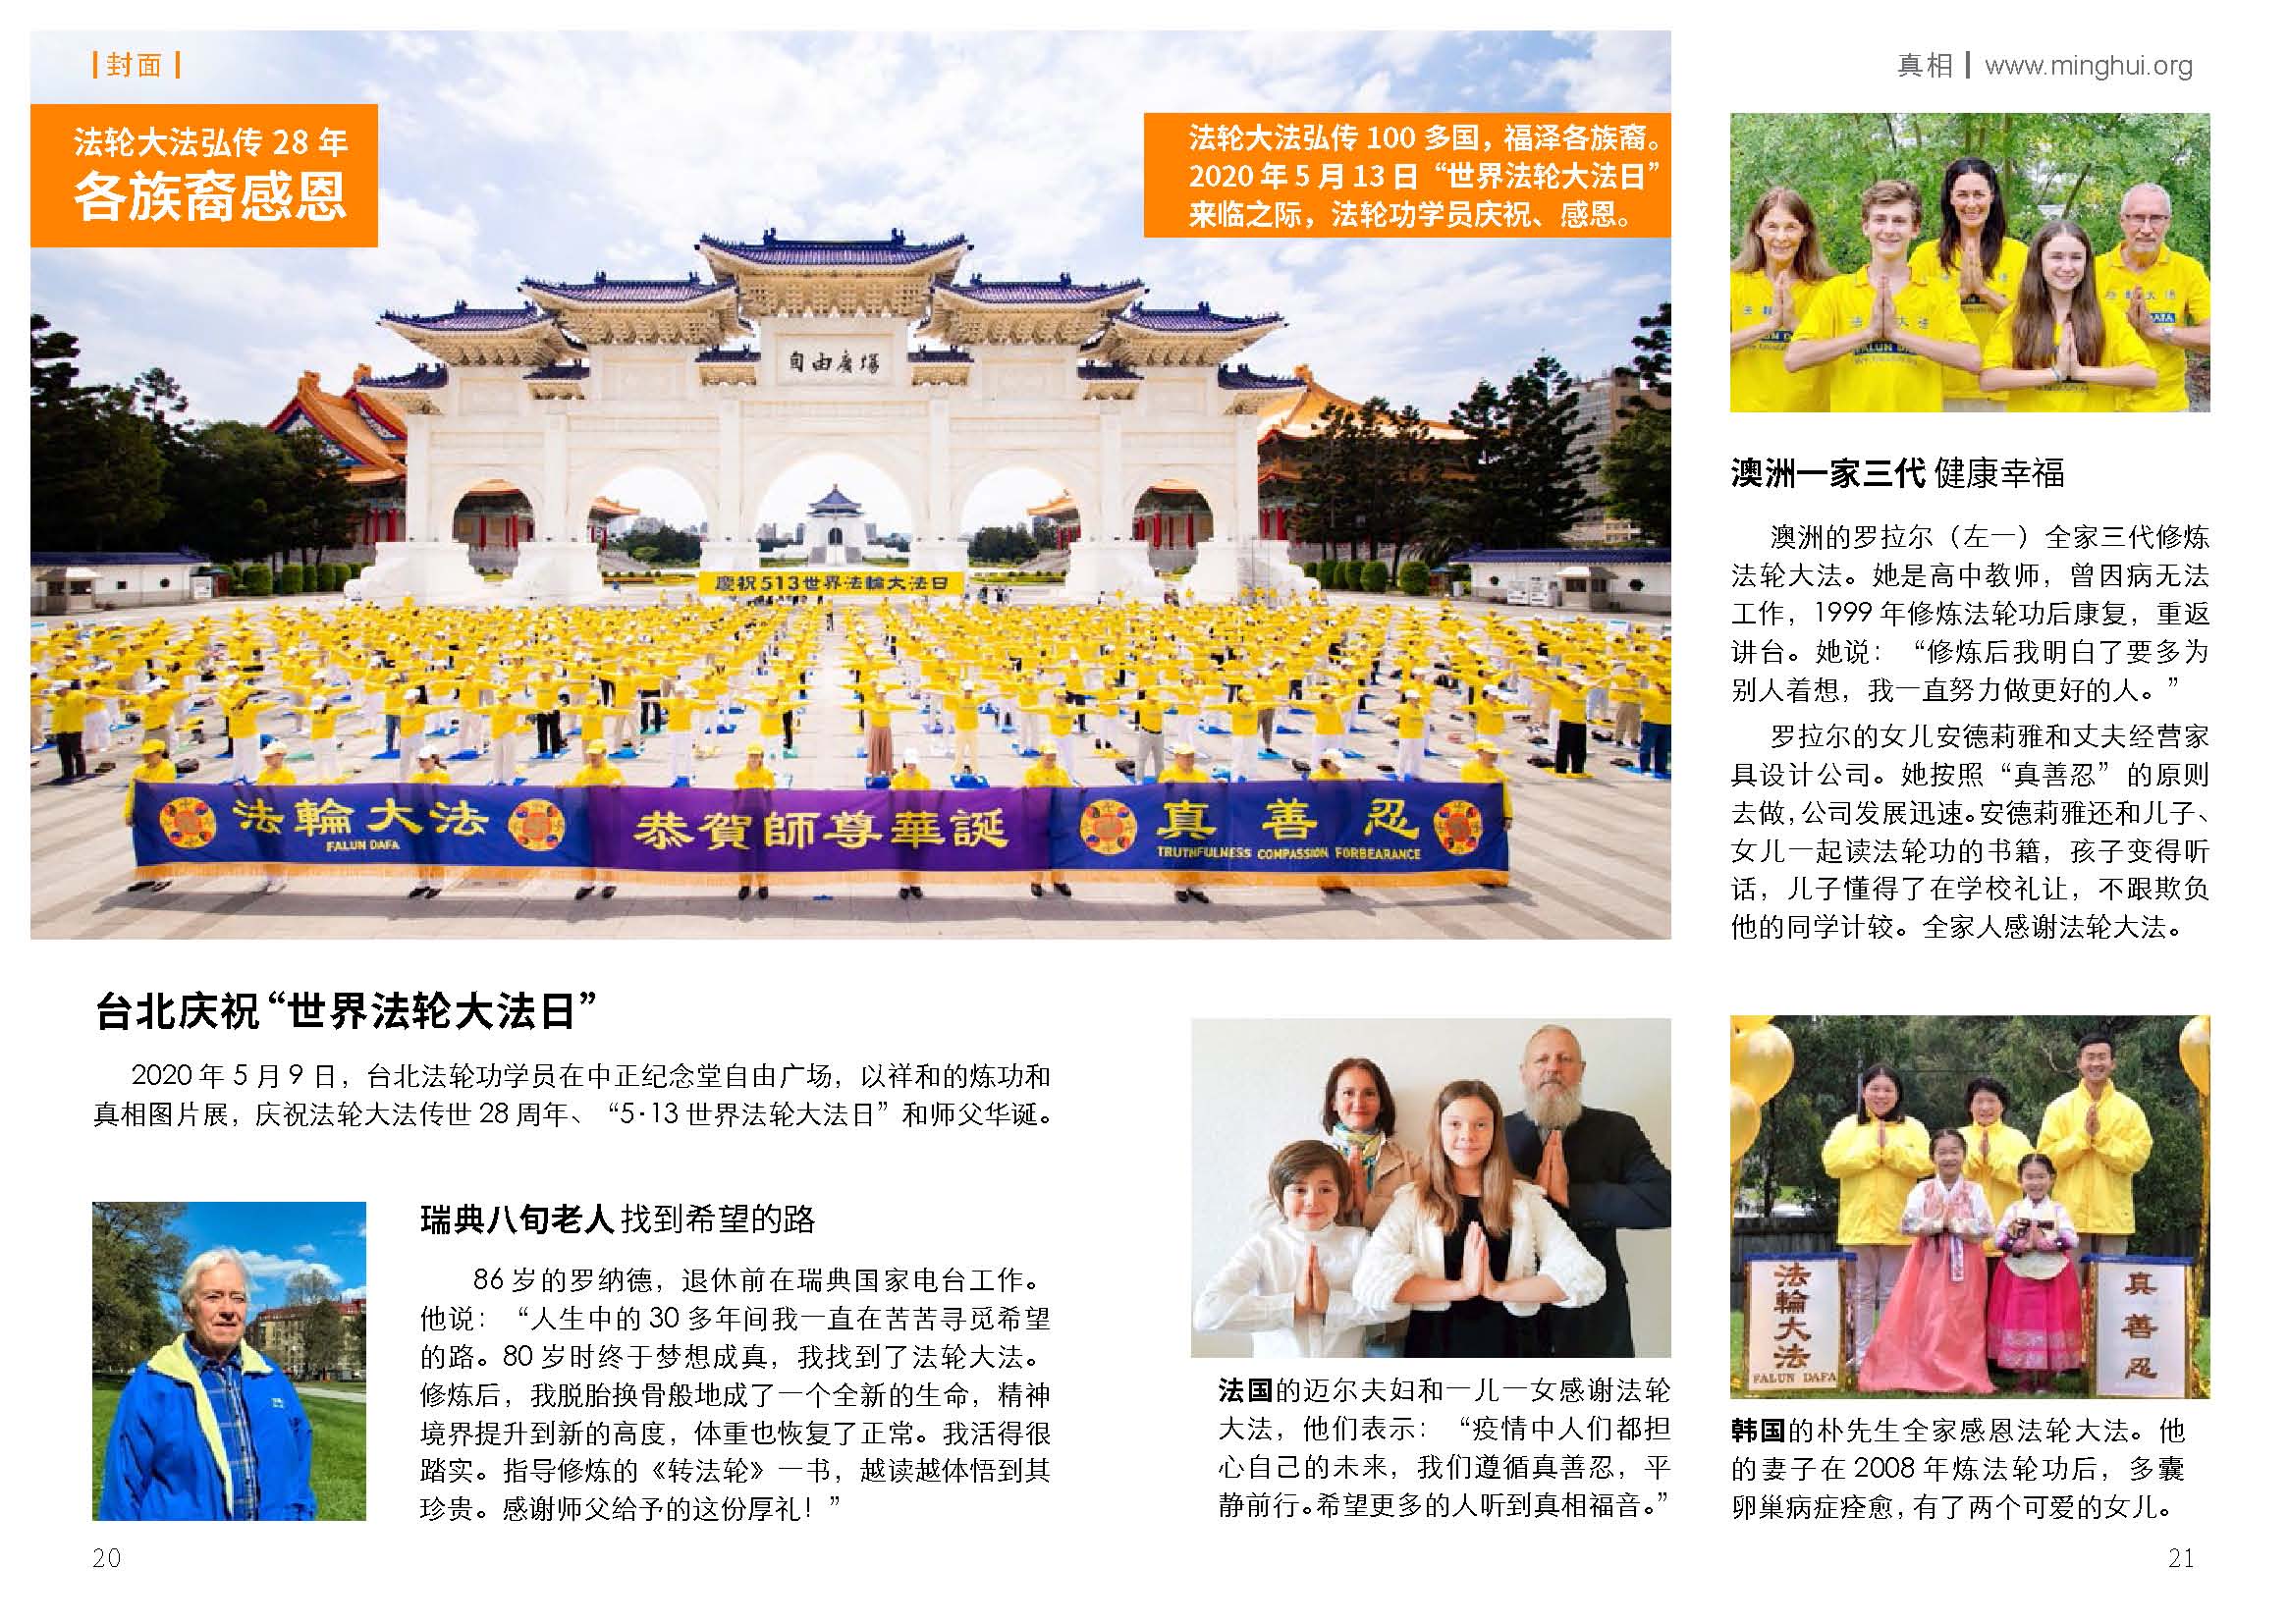 封面
法轮大法弘传 28 年
各族裔感恩
法轮大法弘传 100 多国，福泽各族裔。
2020 年 5 月 13 日“世界法轮大法日”
来临之际，法轮功学员庆祝、感恩。
自由廣場
慶祝513世界法輪大法日
法輪大法
FALUN DAFA
恭賀師尊華誕
真 善 忍
TRUTHFULNESS COMPASSION FORBEARANCE
台北庆祝“世界法轮大法日”
2020 年 5 月 9 日，台北法轮功学员在中正纪念堂自由广场，以祥和的炼功和
真相图片展，庆祝法轮大法传世 28 周年、“5·13 世界法轮大法日”和师父华诞。
瑞典八旬老人 找到希望的路
86 岁的罗纳德，退休前在瑞典国家电台工作。
他说：“人生中的 30 多年间我一直在苦苦寻觅希望
的路。80 岁时终于梦想成真，我找到了法轮大法。
修炼后，我脱胎换骨般地成了一个全新的生命，精神
境界提升到新的高度，体重也恢复了正常。我活得很
踏实。指导修炼的《转法轮》一书，越读越体悟到其
珍贵。感谢师父给予的这份厚礼！”
20
法国的迈尔夫妇和一儿一女感谢法轮
大法，他们表示：“疫情中人们都担
心自己的未来，我们遵循真善忍，平
静前行。希望更多的人听到真相福音。”
真相 www.minghui.org
法 大 法
FALUN DA
大 法
DAFA
澳洲一家三代 健康幸福
澳洲的罗拉尔（左一）全家三代修炼
法轮大法。她是高中教师，曾因病无法
工作，1999 年修炼法轮功后康复，重返
讲台。她说：“修炼后我明白了要多为
别人着想，我一直努力做更好的人。”
罗拉尔的女儿安德莉雅和丈夫经营家
具设计公司。她按照“真善忍”的原则
去做，公司发展迅速。安德莉雅还和儿子、
女儿一起读法轮功的书籍，孩子变得听
话，儿子懂得了在学校礼让，不跟欺负
他的同学计较。全家人感谢法轮大法。
法輪大法
FALUN DAFA
真善忍
韩国的朴先生全家感恩法轮大法。他
的妻子在 2008 年炼法轮功后，多囊
卵巢病症痊愈，有了两个可爱的女儿。
21